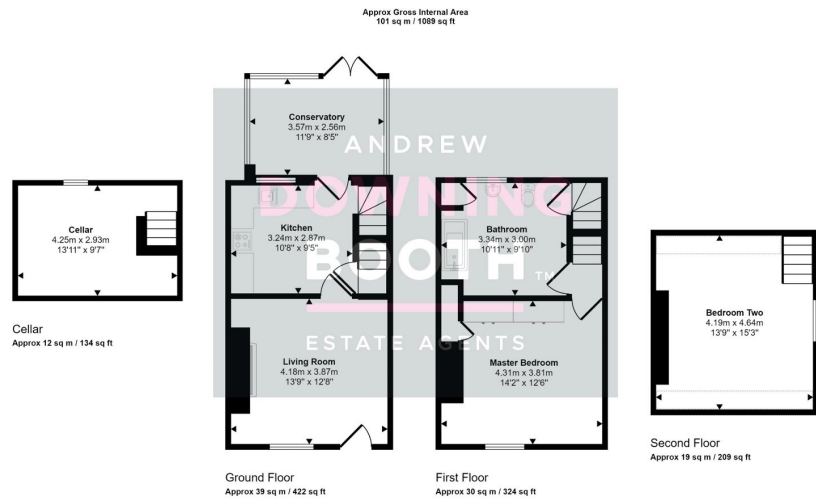 Approx Gross Internal Area
101 sq m / 1089 sq ft
Conservatory
3.57m x 2.56m
11'9" x 8'5"
ANDREW
DOWNING
BOOTH TM
ESTATE AGENTS
Cellar
4.25m x 2.93m
13'11" x 9'7"
Kitchen
3.24m x 2.87m
10'8" x 9'5"
Bathroom
3.34m x 3.00m
10'11" x 9'10"
Bedroom Two
4.19m x 4.64m
13'9" x 15'3"
Living Room
4.18m x 3.87m
13'9" x 12'8"
Master Bedroom
4.31m x 3.81m
14'2" x 12'6"
Cellar
Approx 12 sq m / 134 sq ft
Ground Floor
Approx 39 sq m / 422 sq ft
First Floor
Approx 30 sq m / 324 sq ft
Second Floor
Approx 19 sq m / 209 sq ft